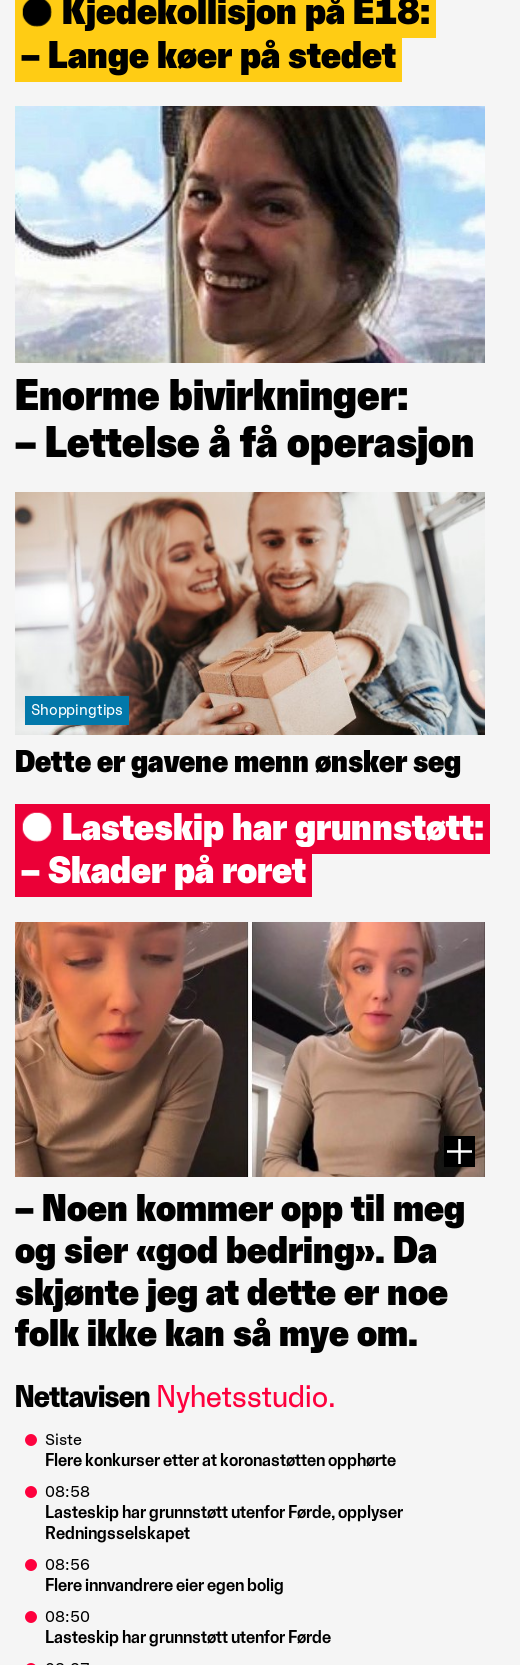 Kjedekollisjon på E18:
– Lange køer på stedet
Enorme bivirkninger:
– Lettelse å få operasjon
Shoppingtips
Dette er gavene menn ønsker seg
Lasteskip har grunnstøtt:
– Skader på roret
– Noen kommer opp til meg
og sier «god bedring». Da
skjønte jeg at dette er noe
folk ikke kan så mye om.
Nettavisen Nyhetsstudio.
Siste
Flere konkurser etter at koronastøtten opphørte
08:58
Lasteskip har grunnstøtt utenfor Førde, opplyser
Redningsselskapet
08:56
Flere innvandrere eier egen bolig
08:50
Lasteskip har grunnstøtt utenfor Førde